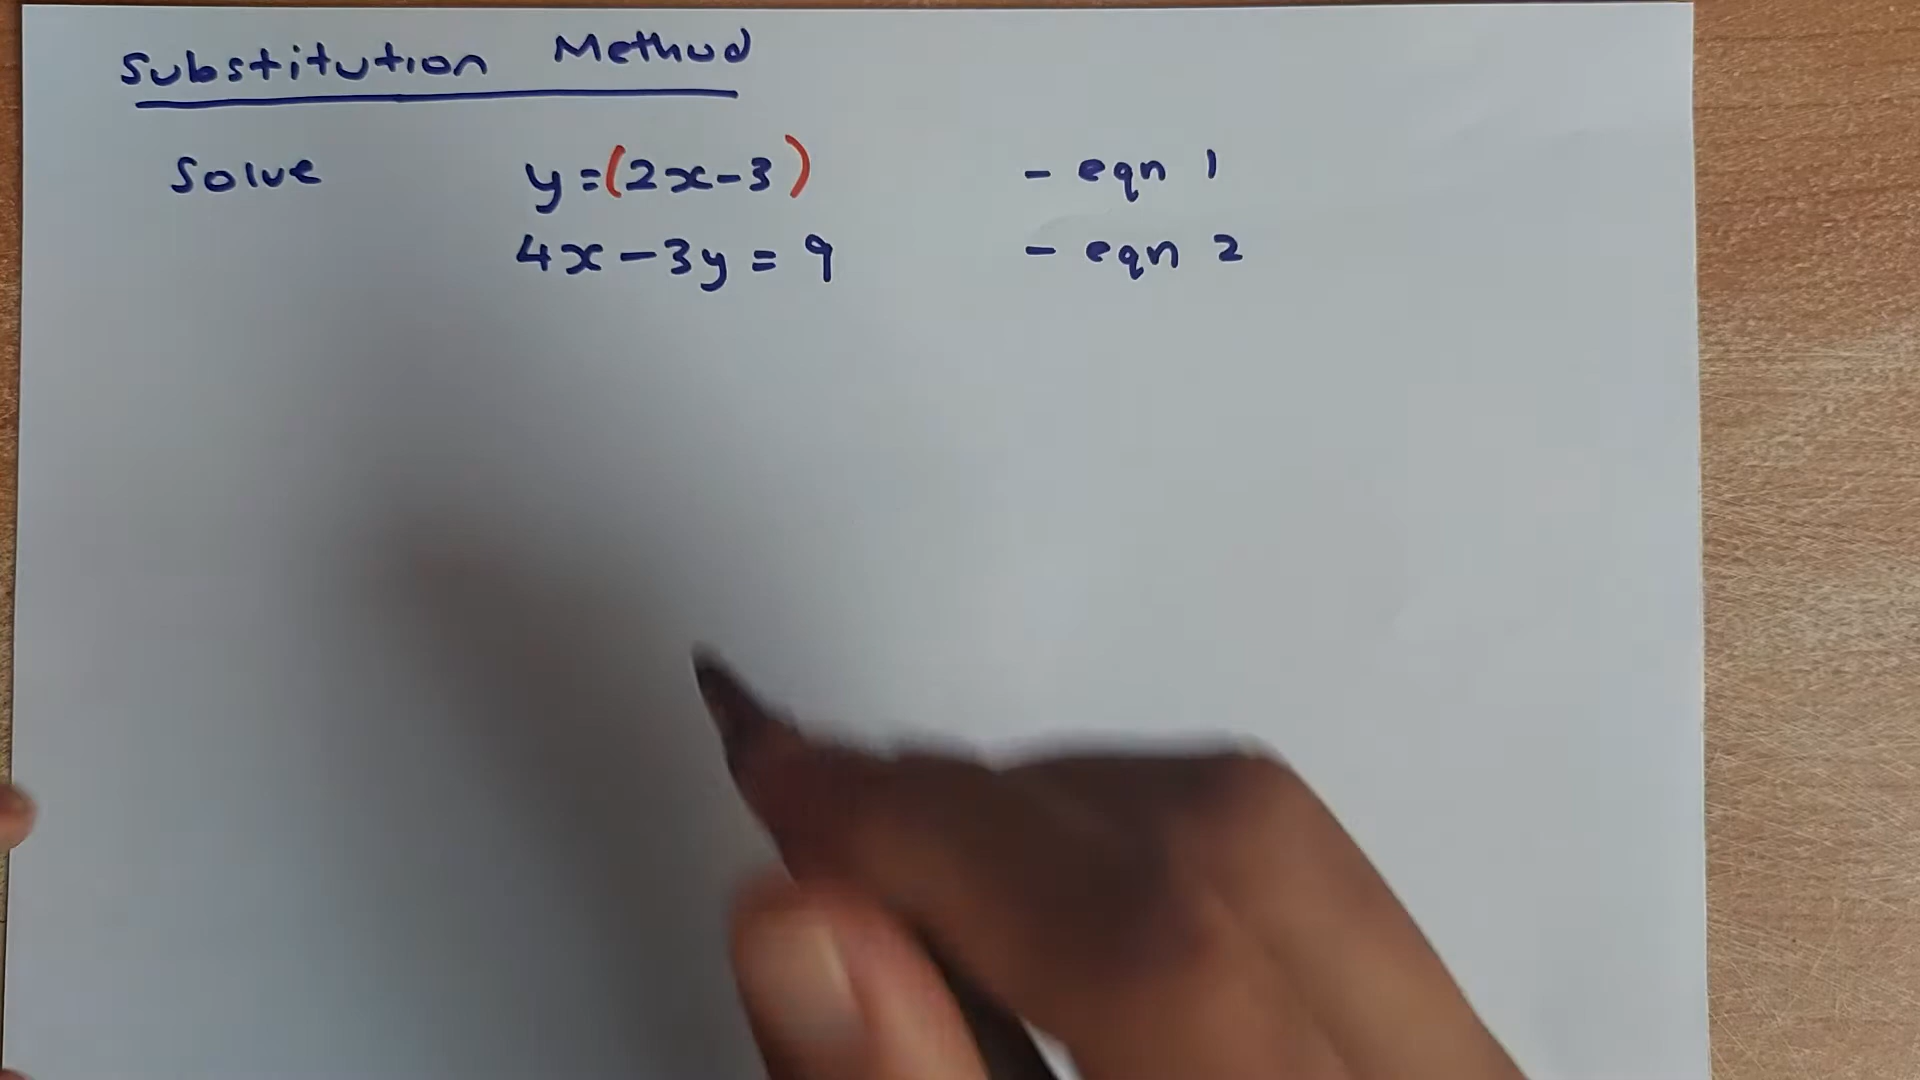 Substitution Method
Solve y = (2x - 3) - eqn 1
4x - 3y = 9 - eqn 2